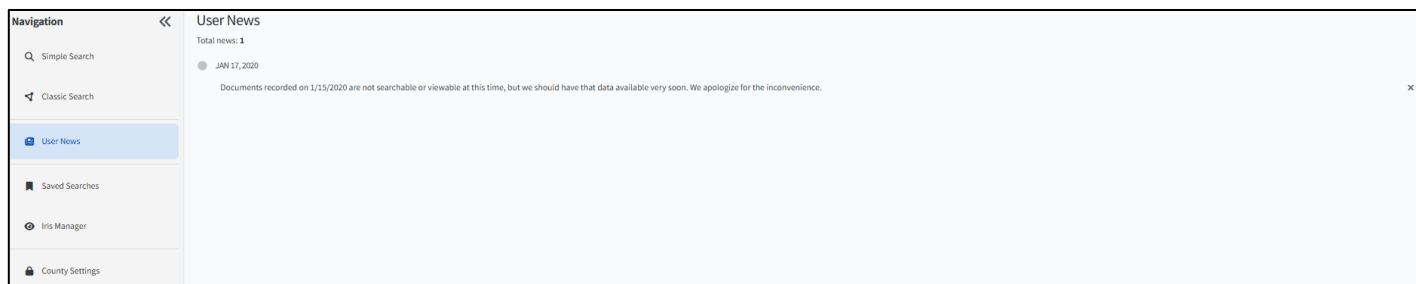 Navigation
Simple Search
Classic Search
User News
Saved Searches
Iris Manager
County Settings
User News
Total news: 1
JAN 17, 2020
Documents recorded on 1/15/2020 are not searchable or viewable at this time, but we should have that data available very soon. We apologize for the inconvenience.